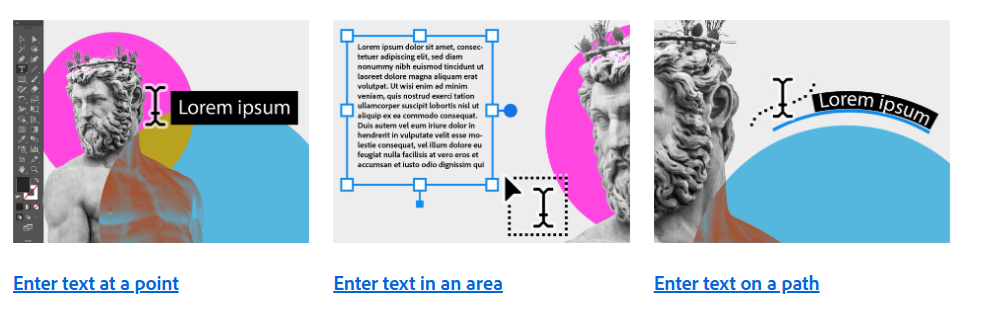 Lorem ipsum
Lorem ipsum dolor sit amet, consec-
tetuer adipiscing elit, sed diam
nonummy nibh euismod tincidunt ut
laoreet dolore magna aliquam erat
volutpat. Ut wisi enim ad minim
veniam, quis nostrud exerci tation
ullamcorper suscipit lobortis nisl ut
aliquip ex ea commodo consequat.
Duis autem vel eum iriure dolor in
hendrerit in vulputate velit esse mo-
lestie consequat, vel illum dolore eu
feugiat nulla facilisis at vero eros et
accumsan et iusto odio dignissim qui
Lorem ipsum
Enter text at a point
Enter text in an area
Enter text on a path